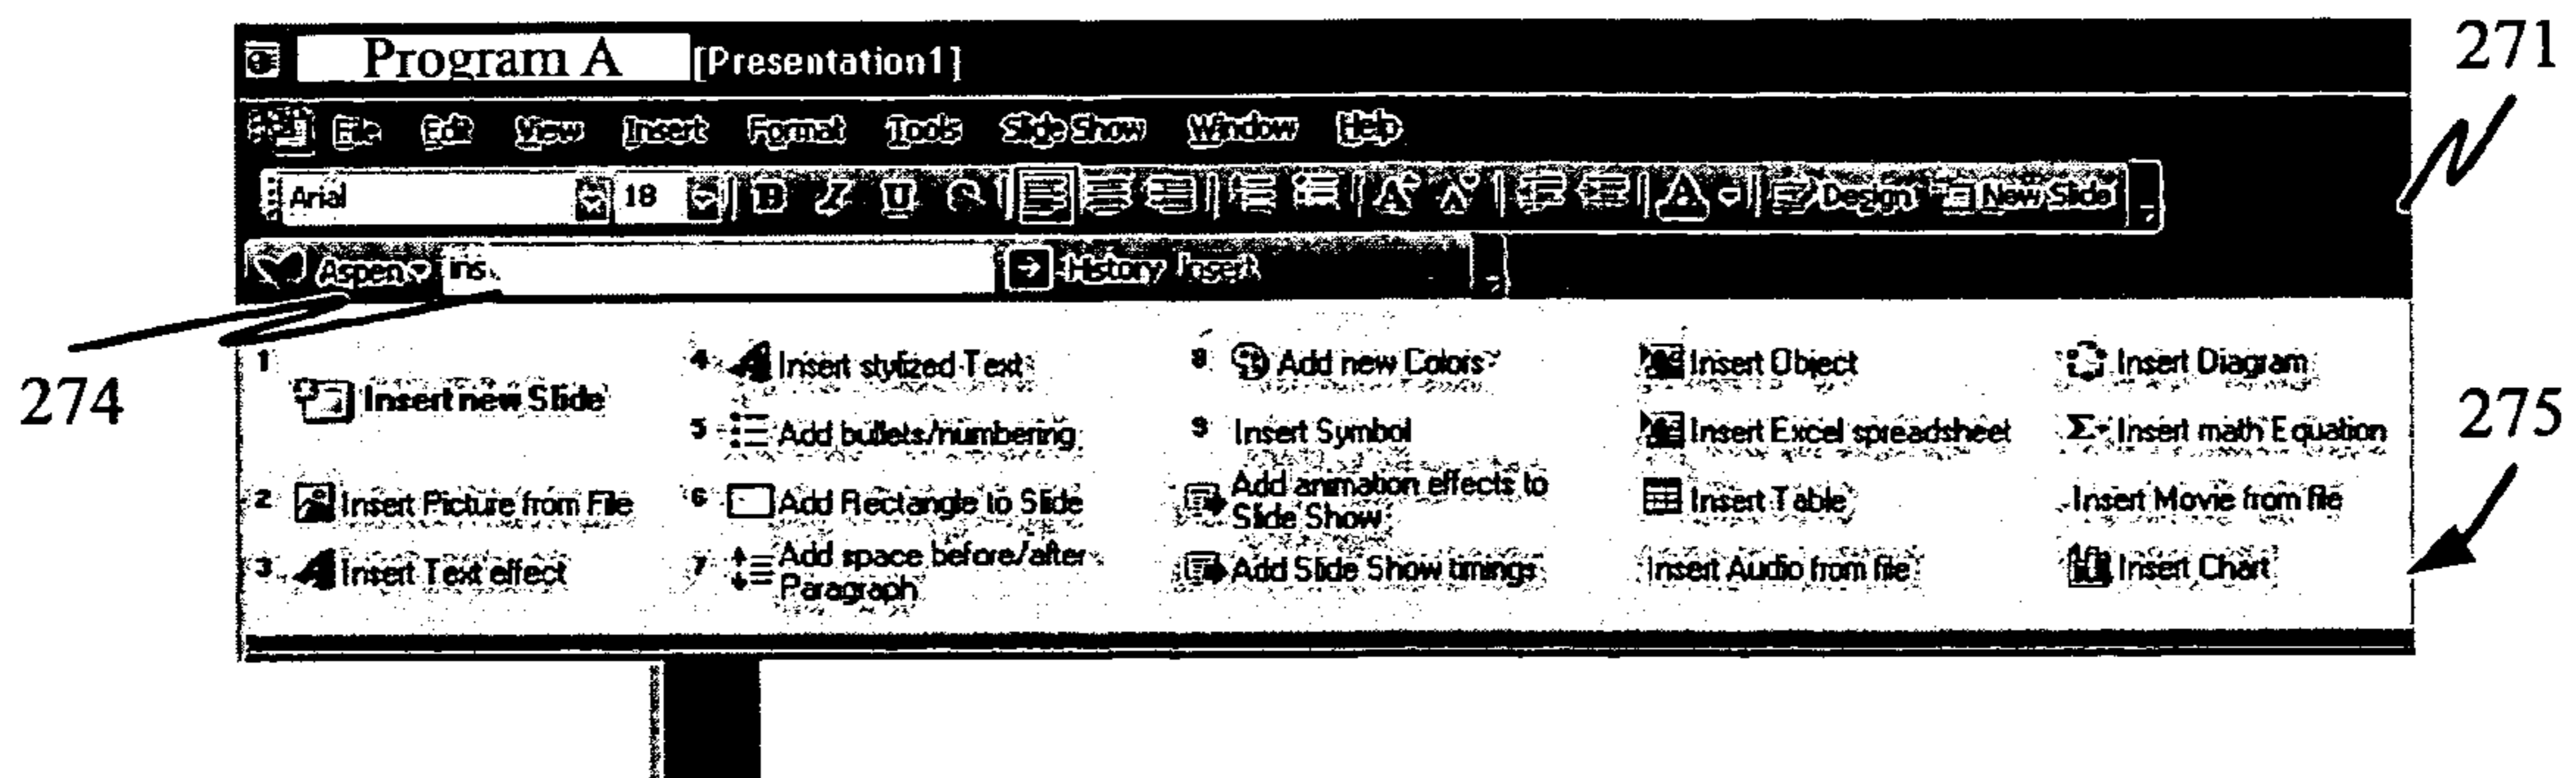 Program A [Presentation1]
271
File Edit View Insert Format Tools Slide Show Window Help
Arial 18 B I U S A A A Design New Slide
Aspen ins History Insert
274
275
1 Insert new Slide
2 Insert Picture from File
3 Insert Text effect
4 Insert stylized Text
5 Add bullets/numbering
6 Add Rectangle to Slide
7 Add space before/after
Paragraph
8 Add new Colors
9 Insert Symbol
Add animation effects to
Slide Show
Add Slide Show timings
Insert Object
Insert Excel spreadsheet
Insert Table
Insert Audio from file
Insert Diagram
Σ Insert math Equation
Insert Movie from file
Insert Chart